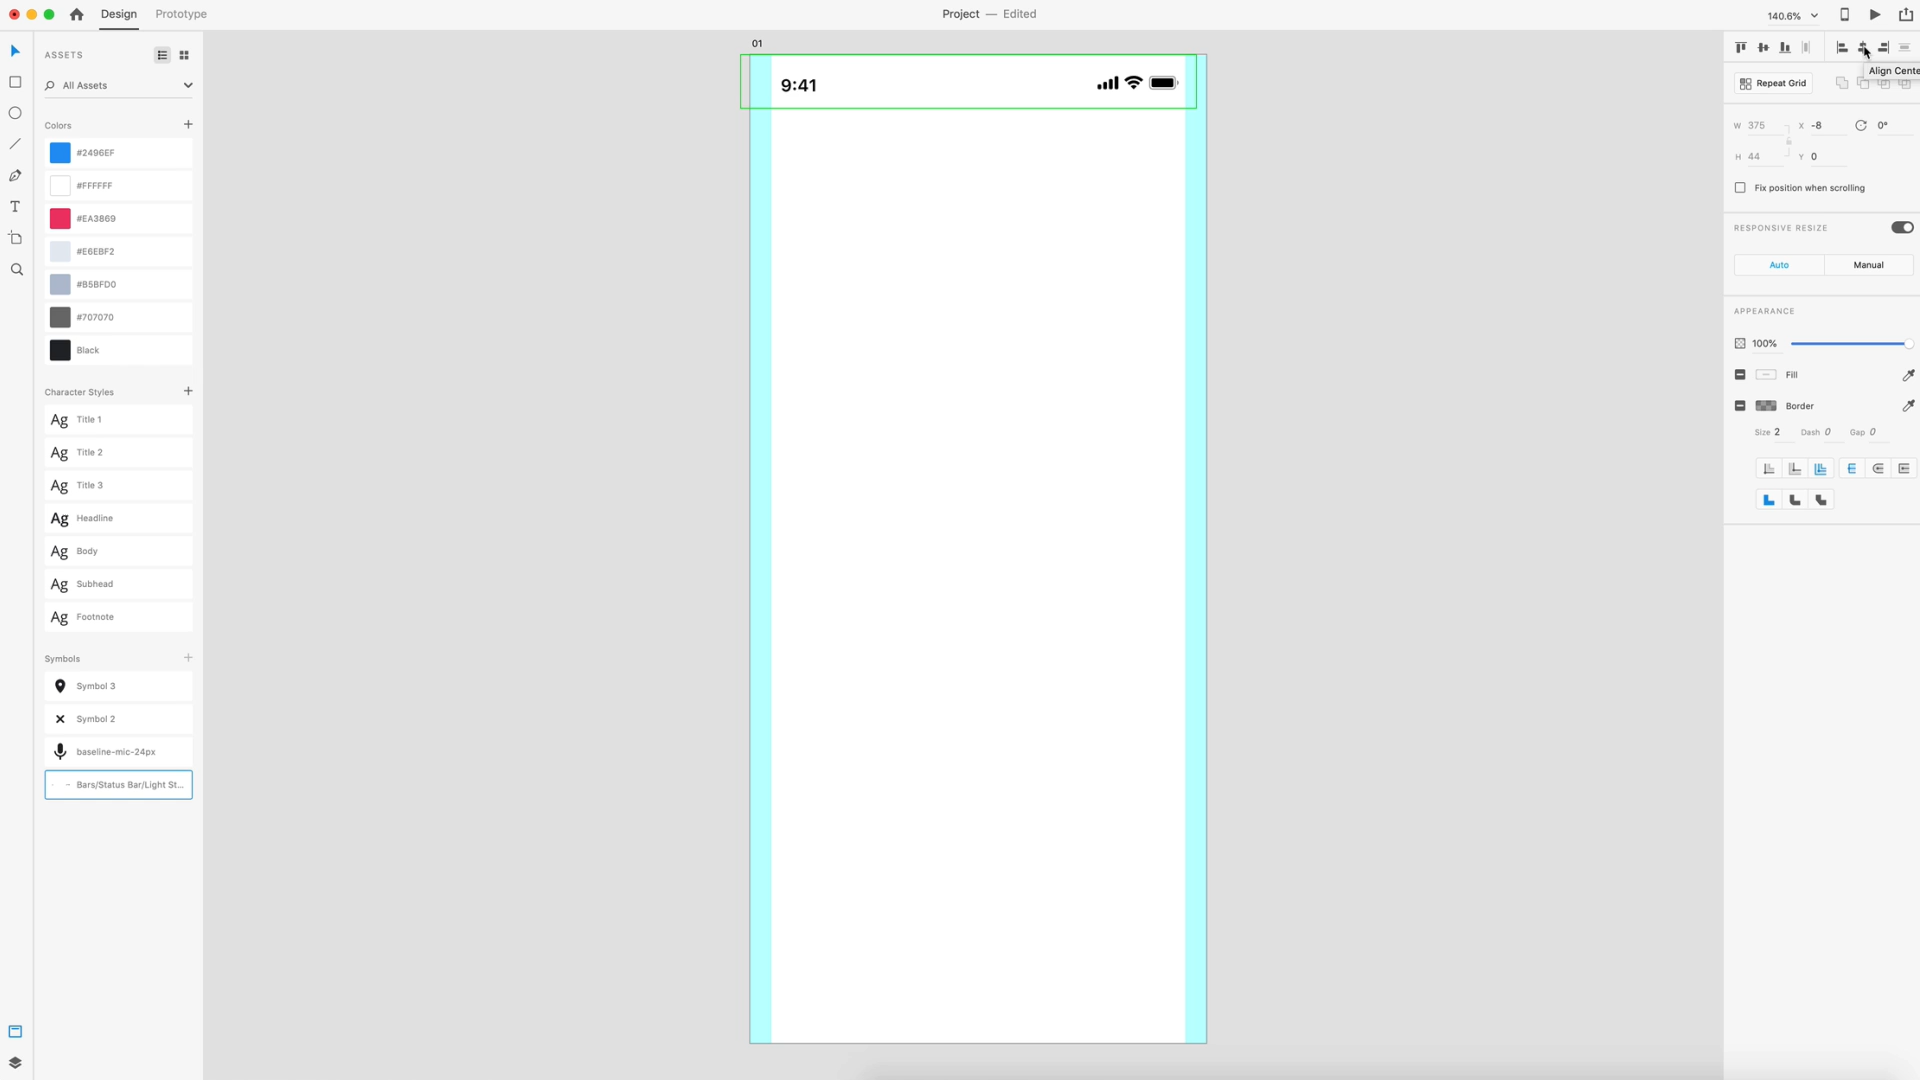 Design
Prototype
Project — Edited
140.6%
ASSETS
All Assets
Colors
#2496EF
#FFFFFF
#EA3869
#E6EBF2
#B5BFD0
#707070
Black
Character Styles
Ag Title 1
Ag Title 2
Ag Title 3
Ag Headline
Ag Body
Ag Subhead
Ag Footnote
Symbols
Symbol 3
Symbol 2
baseline-mic-24px
Bars/Status Bar/Light St...
01
9:41
Align Cente
Repeat Grid
W 375 X -8 0°
H 44 Y 0
Fix position when scrolling
RESPONSIVE RESIZE
Auto Manual
APPEARANCE
100%
Fill
Border
Size 2 Dash 0 Gap 0